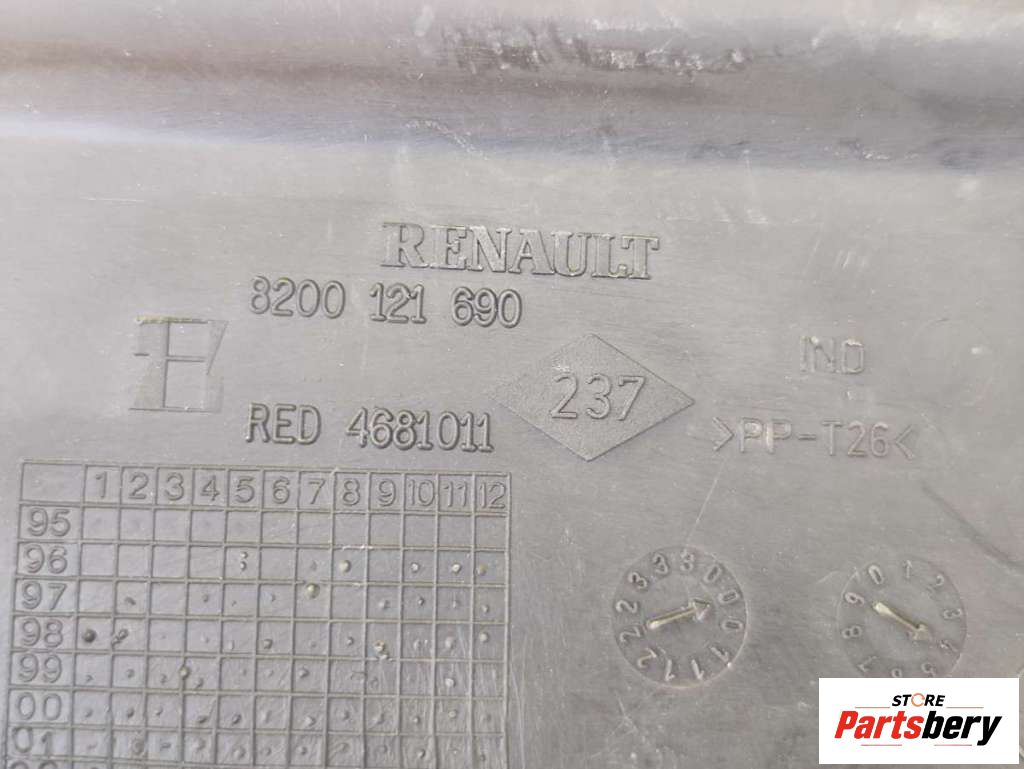 RENAULT
8200 121 690
E
237
IND
RED 4681011
>PP-T26<
1 2 3 4 5 6 7 8 9 10 11 12
95
96
97
98
99
00
01
STORE
Partsbery